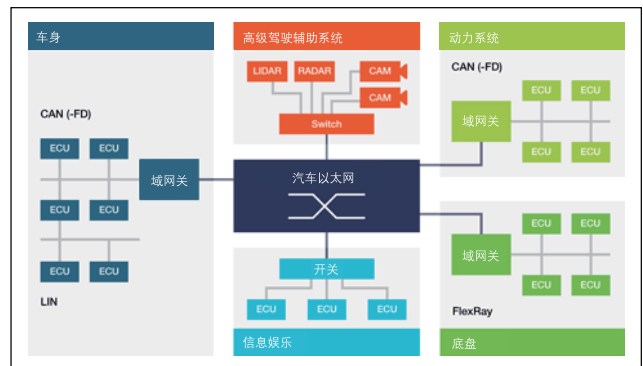 车身
CAN (-FD)
ECU ECU
域网关
ECU ECU
ECU ECU
LIN
高级驾驶辅助系统
LIDAR RADAR CAM
CAM
Switch
汽车以太网
开关
ECU ECU ECU
信息娱乐
动力系统
CAN (-FD)
ECU ECU
域网关
ECU ECU
ECU ECU
域网关
ECU ECU
FlexRay
底盘